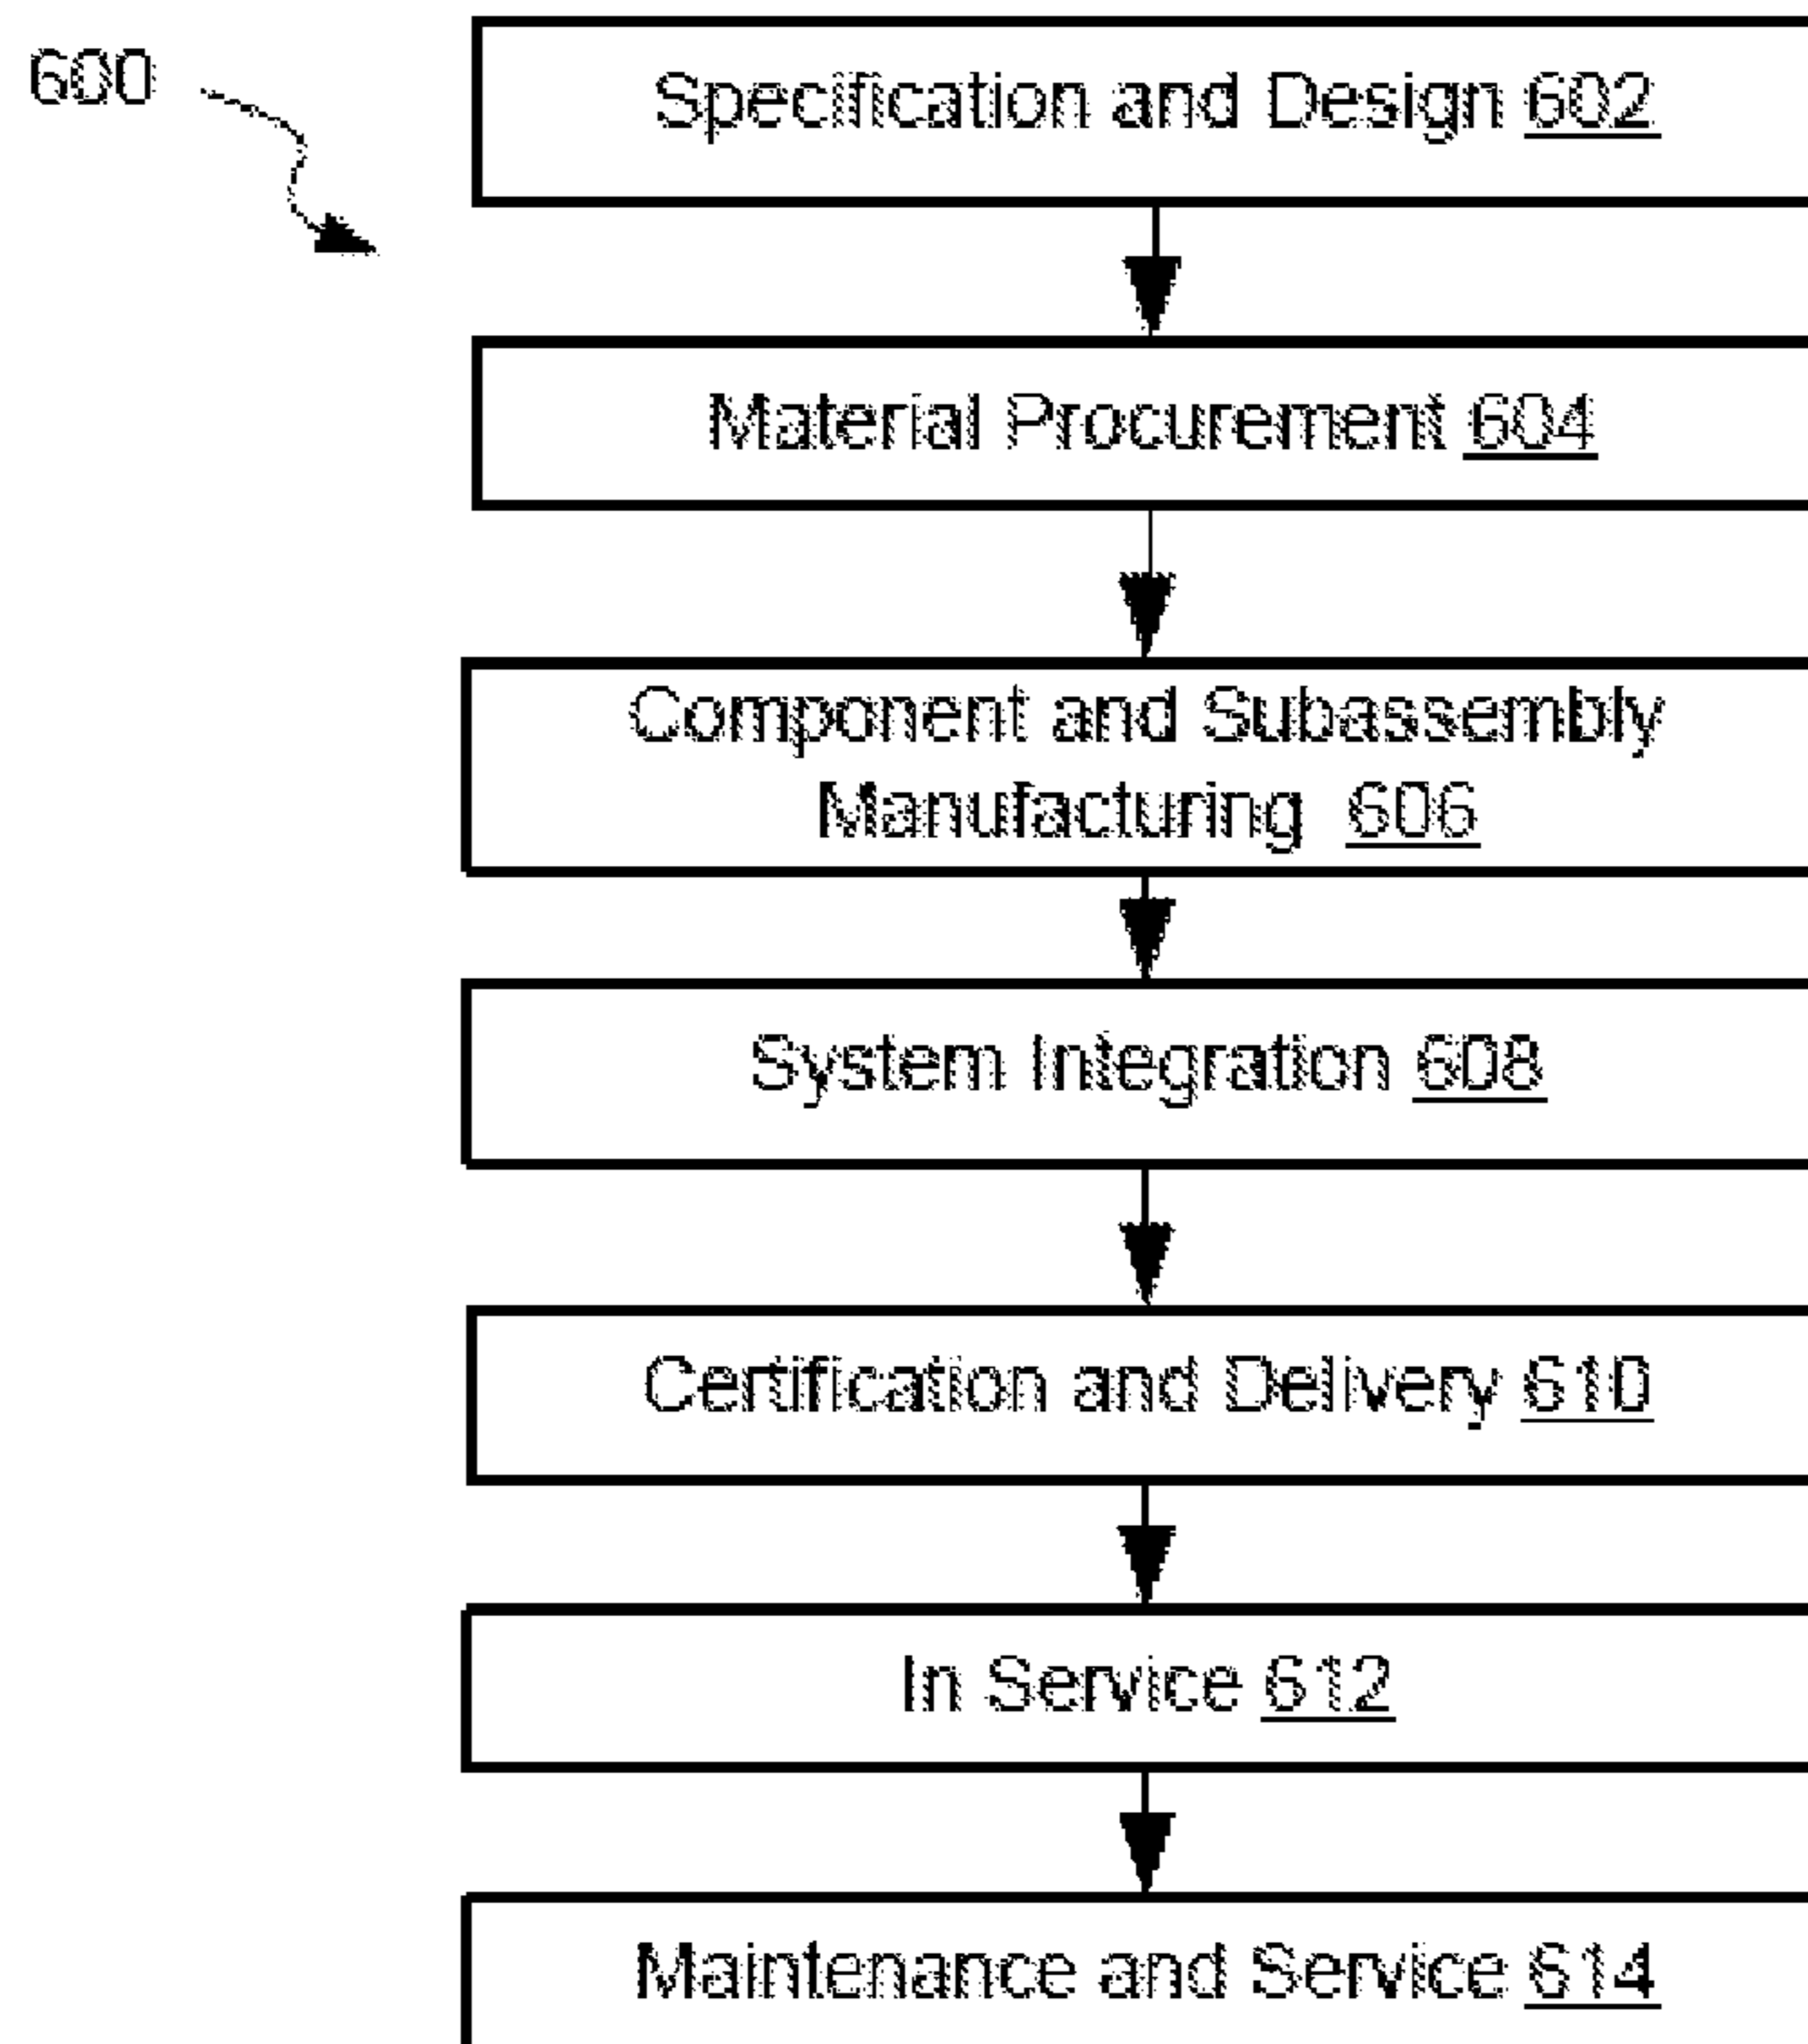 600
Specification and Design 602
Material Procurement 604
Component and Subassembly
Manufacturing 606
System Integration 608
Certification and Delivery 610
In Service 612
Maintenance and Service 614